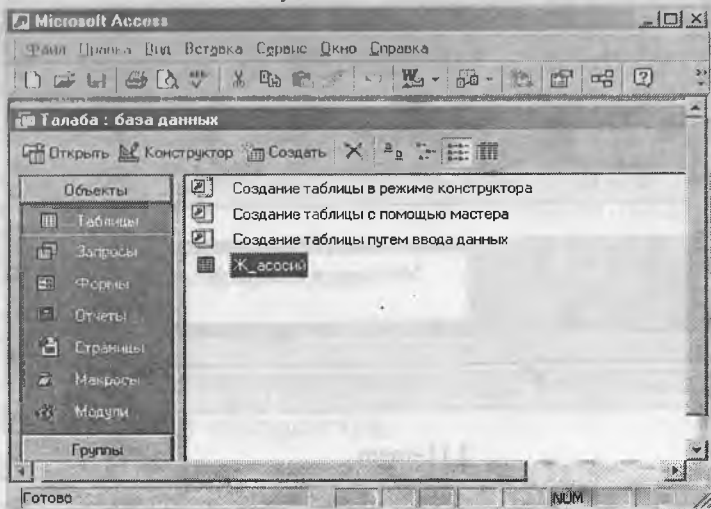 Microsoft Access
Файл Правка Вид Вставка Сервис Окно Справка
Талаба : база данных
Открыть Конструктор Создать
Объекты
Таблицы
Запросы
Формы
Отчеты
Страницы
Макросы
Модули
Группы
Создание таблицы в режиме конструктора
Создание таблицы с помощью мастера
Создание таблицы путем ввода данных
Ж_асосий
Готово
NUM